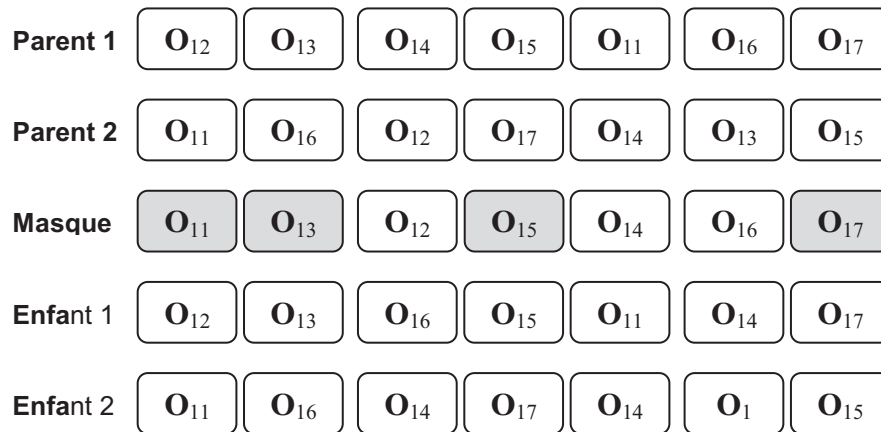 Parent 1 O12 O13 O14 O15 O11 O16 O17
Parent 2 O11 O16 O12 O17 O14 O13 O15
Masque O11 O13 O12 O15 O14 O16 O17
Enfant 1 O12 O13 O16 O15 O11 O14 O17
Enfant 2 O11 O16 O14 O17 O14 O1 O15